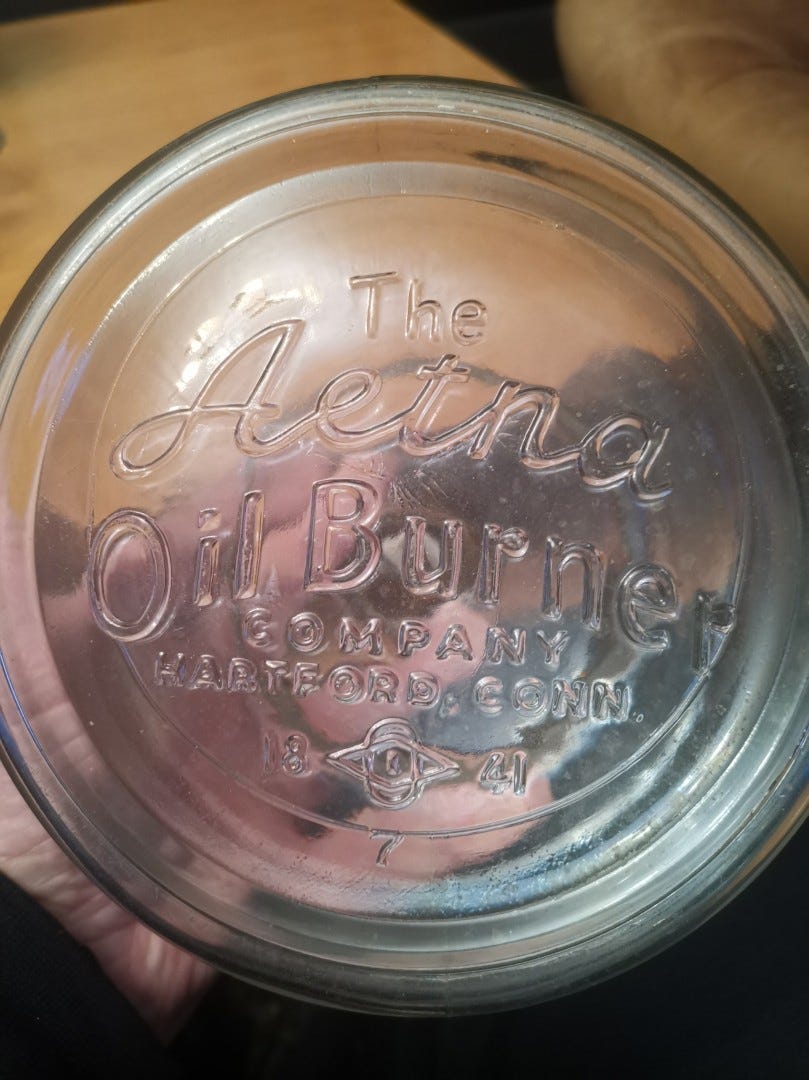 The
Aetna
Oil Burner
COMPANY
HARTFORD, CONN.
18 I 41
7